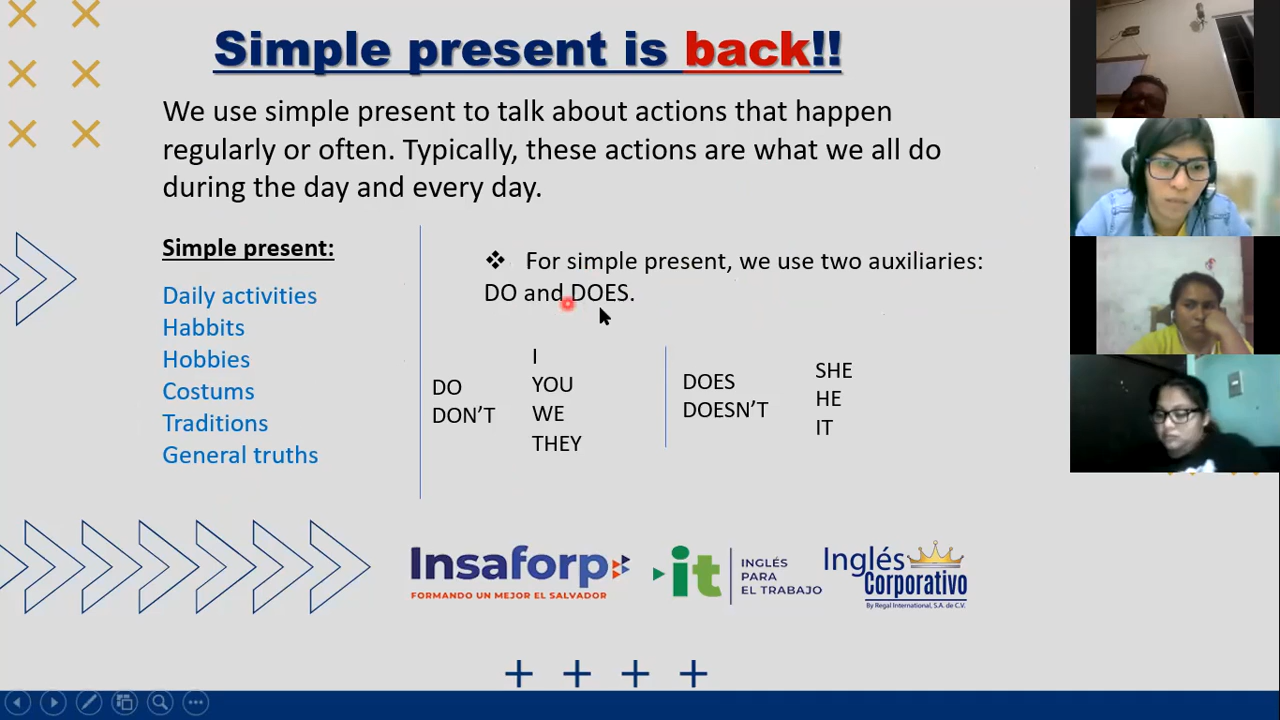 Simple present is back!!
We use simple present to talk about actions that happen
regularly or often. Typically, these actions are what we all do
during the day and every day.
Simple present:
Daily activities
Habbits
Hobbies
Costums
Traditions
General truths
❖ For simple present, we use two auxiliaries:
DO and DOES.
DO
DON'T
I
YOU
WE
THEY
DOES
DOESN'T
SHE
HE
IT
Insaforp
FORMANDO UN MEJOR EL SALVADOR
it
INGLÉS
PARA
EL TRABAJO
Inglés
Corporativo
By Regal International, S.A. de C.V.